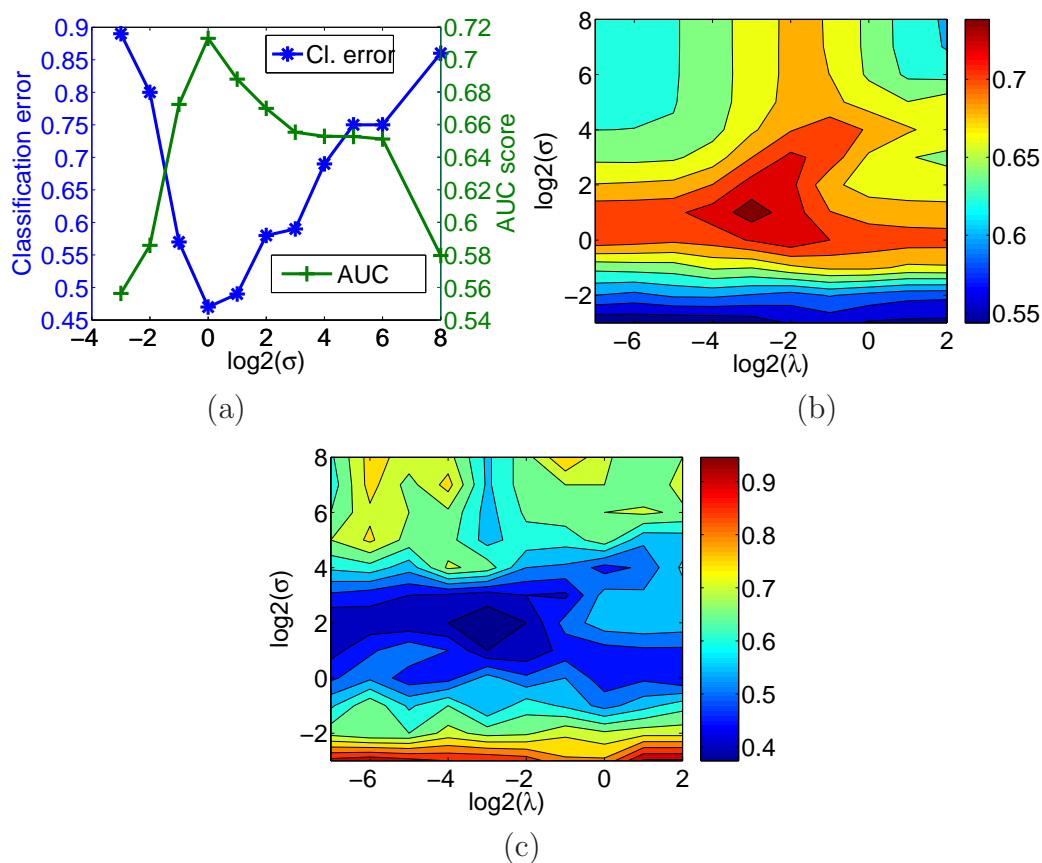 0.9
0.85
0.8
0.75
0.7
0.65
0.6
0.55
0.5
0.45
Classification error
0.72
0.7
0.68
0.66
0.64
0.62
0.6
0.58
0.56
0.54
AUC score
Cl. error
AUC
−4 −2 0 2 4 6 8
log2(σ)
(a)
8
6
4
2
0
−2
log2(σ)
−6 −4 −2 0 2
log2(λ)
0.7
0.65
0.6
0.55
(b)
8
6
4
2
0
−2
log2(σ)
−6 −4 −2 0 2
log2(λ)
0.9
0.8
0.7
0.6
0.5
0.4
(c)